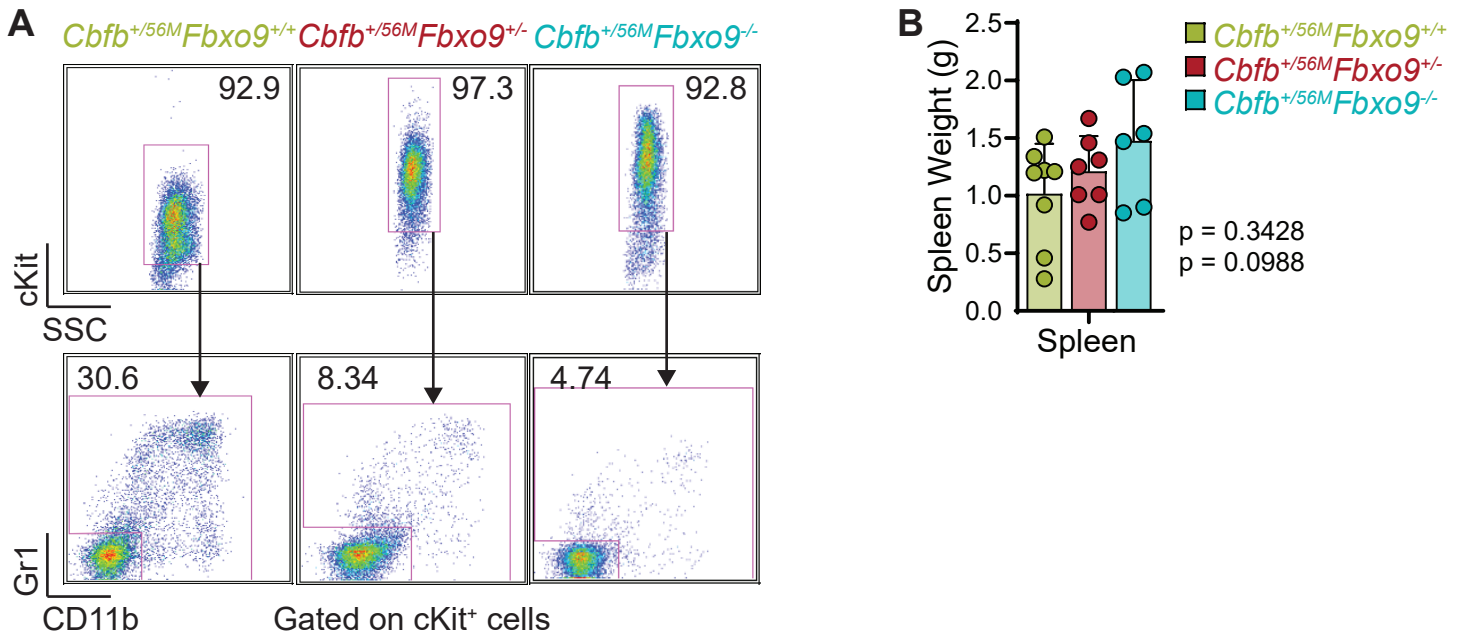 A
Cbfb+/56MFbxo9+/+ Cbfb+/56MFbxo9+/- Cbfb+/56MFbxo9-/-
92.9 97.3 92.8
cKit
SSC
30.6 8.34 4.74
Gr1
CD11b Gated on cKit+ cells
B
Spleen Weight (g)
2.5
2.0
1.5
1.0
0.5
0.0
Spleen
Cbfb+/56MFbxo9+/+
Cbfb+/56MFbxo9+/-
Cbfb+/56MFbxo9-/-
p = 0.3428
p = 0.0988